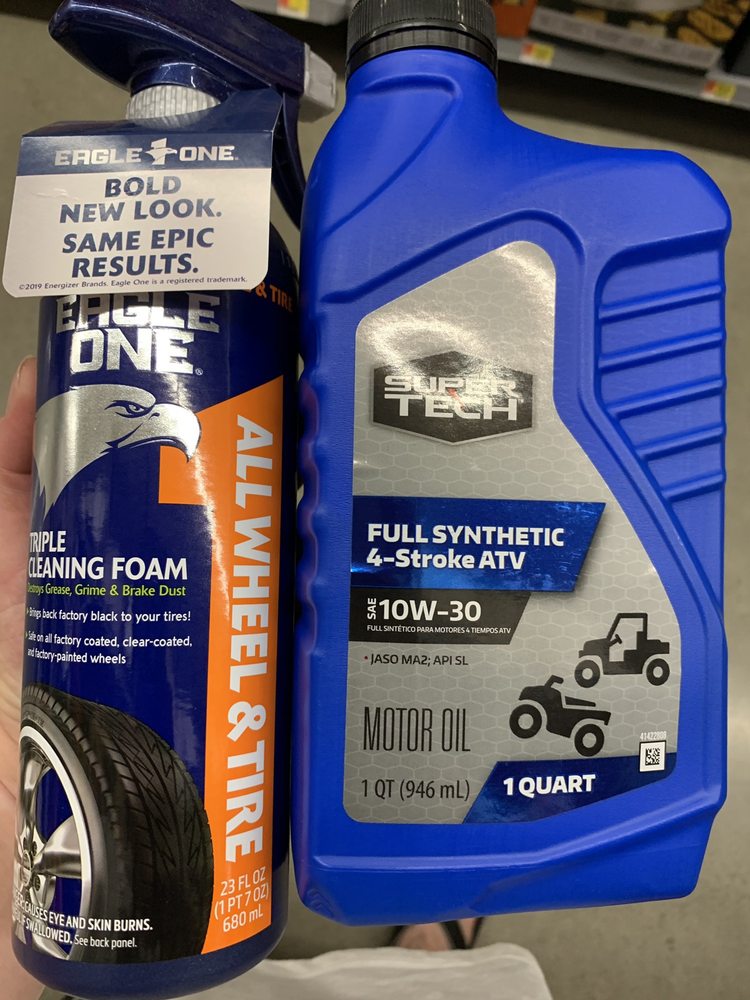 EAGLE ONE.
BOLD
NEW LOOK.
SAME EPIC
RESULTS.
©2019 Energizer Brands. Eagle One is a registered trademark.
& TIRE
EAGLE
ONE®
ALL WHEEL & TIRE
TRIPLE
CLEANING FOAM
Destroys Grease, Grime & Brake Dust
Brings back factory black to your tires!
Safe on all factory coated, clear-coated,
and factory-painted wheels
CAUSES EYE AND SKIN BURNS.
IF SWALLOWED. See back panel.
23 FL OZ
(1 PT 7 OZ)
680 mL
SUPER
TECH
FULL SYNTHETIC
4-Stroke ATV
SAE 10W-30
FULL SINTÉTICO PARA MOTORES 4 TIEMPOS ATV
• JASO MA2; API SL
MOTOR OIL
1 QT (946 mL)
1 QUART